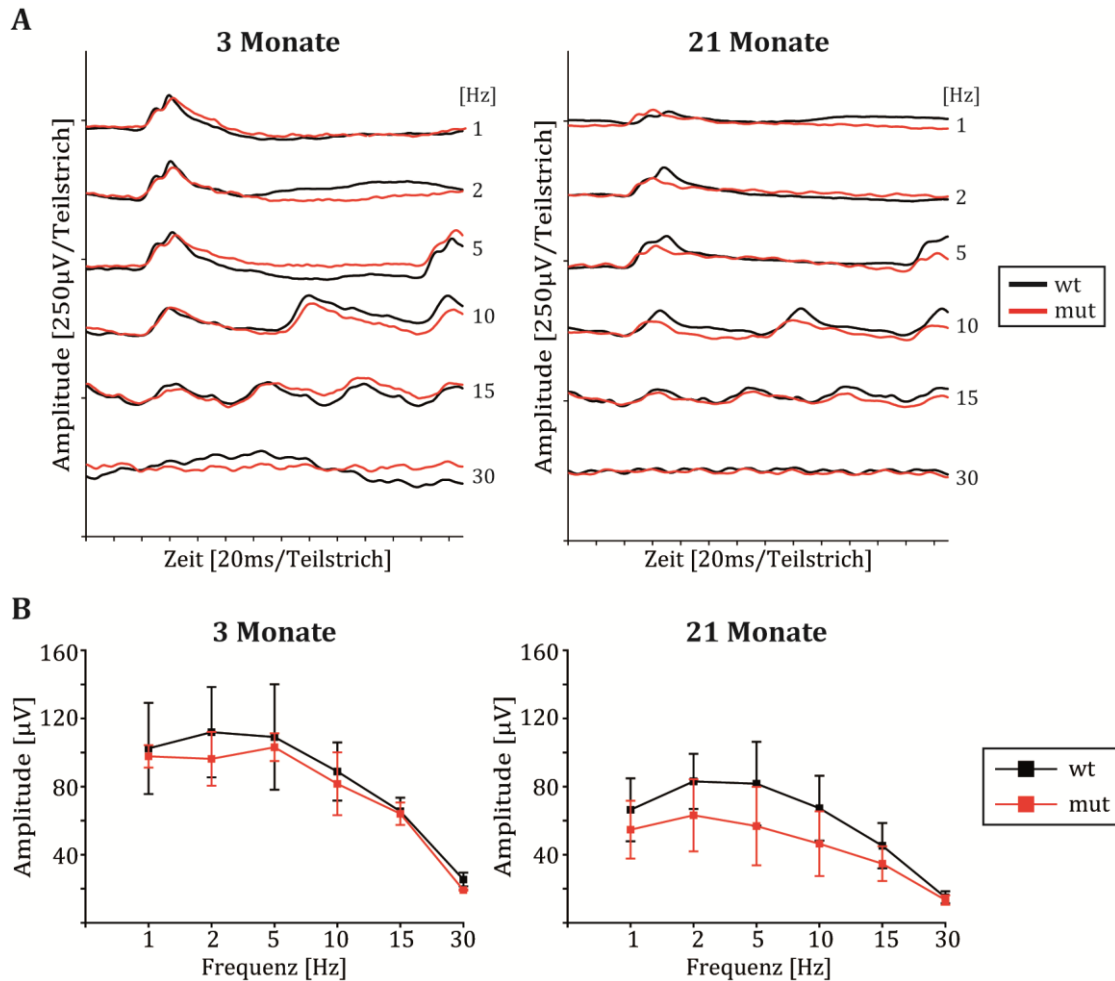 A
3 Monate
21 Monate
Amplitude [250µV/Teilstrich]
[Hz]
1
2
5
10
15
30
Zeit [20ms/Teilstrich]
Amplitude [250µV/Teilstrich]
[Hz]
1
2
5
10
15
30
Zeit [20ms/Teilstrich]
wt
mut
B
3 Monate
21 Monate
Amplitude [µV]
160
120
80
40
1 2 5 10 15 30
Frequenz [Hz]
Amplitude [µV]
160
120
80
40
1 2 5 10 15 30
Frequenz [Hz]
wt
mut